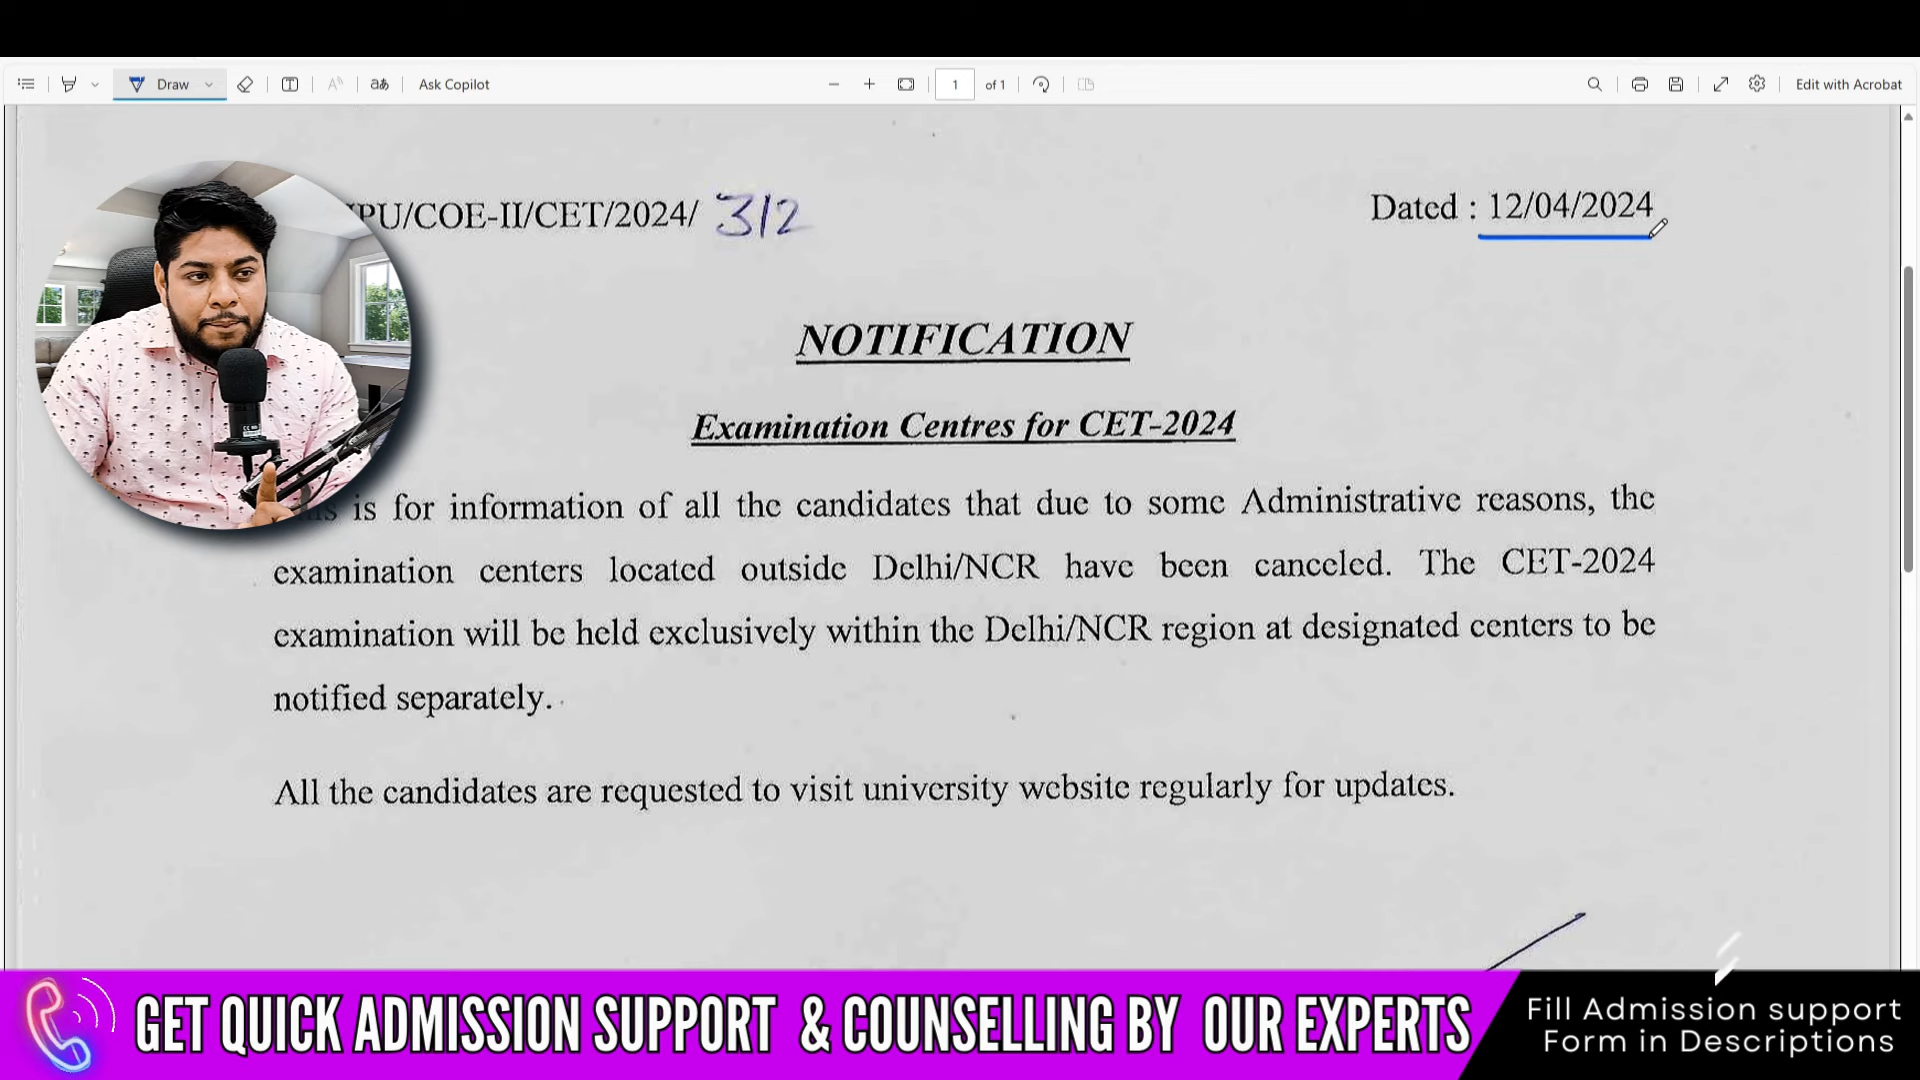 Draw
Ask Copilot
1 of 1
Edit with Acrobat
PU/COE-II/CET/2024/ 312
Dated : 12/04/2024
NOTIFICATION
Examination Centres for CET-2024
is for information of all the candidates that due to some Administrative reasons, the
examination centers located outside Delhi/NCR have been canceled. The CET-2024
examination will be held exclusively within the Delhi/NCR region at designated centers to be
notified separately.
All the candidates are requested to visit university website regularly for updates.
GET QUICK ADMISSION SUPPORT & COUNSELLING BY OUR EXPERTS
Fill Admission support
Form in Descriptions